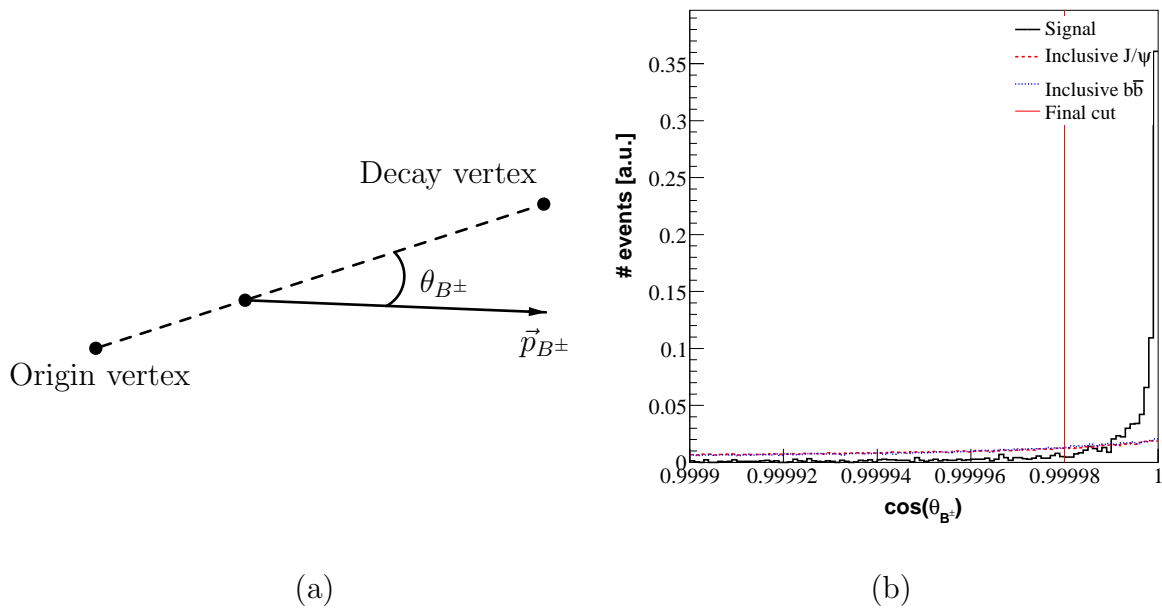 Decay vertex
θ_{B±}
p⃗_{B±}
Origin vertex
(a)
# events [a.u.]
0.35
0.3
0.25
0.2
0.15
0.1
0.05
0
0.9999 0.99992 0.99994 0.99996 0.99998 1
cos(θ_{B±})
Signal
Inclusive J/ψ
Inclusive bb̅
Final cut
(b)